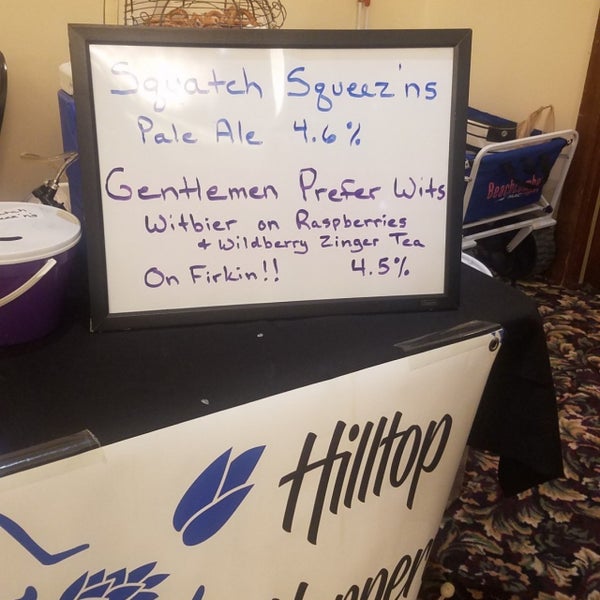 Squatch Squeez'ns
Pale Ale 4.6%
Gentlemen Prefer Wits
Witbier on Raspberries
+ Wildberry Zinger Tea
On Firkin!! 4.5%
Hilltop